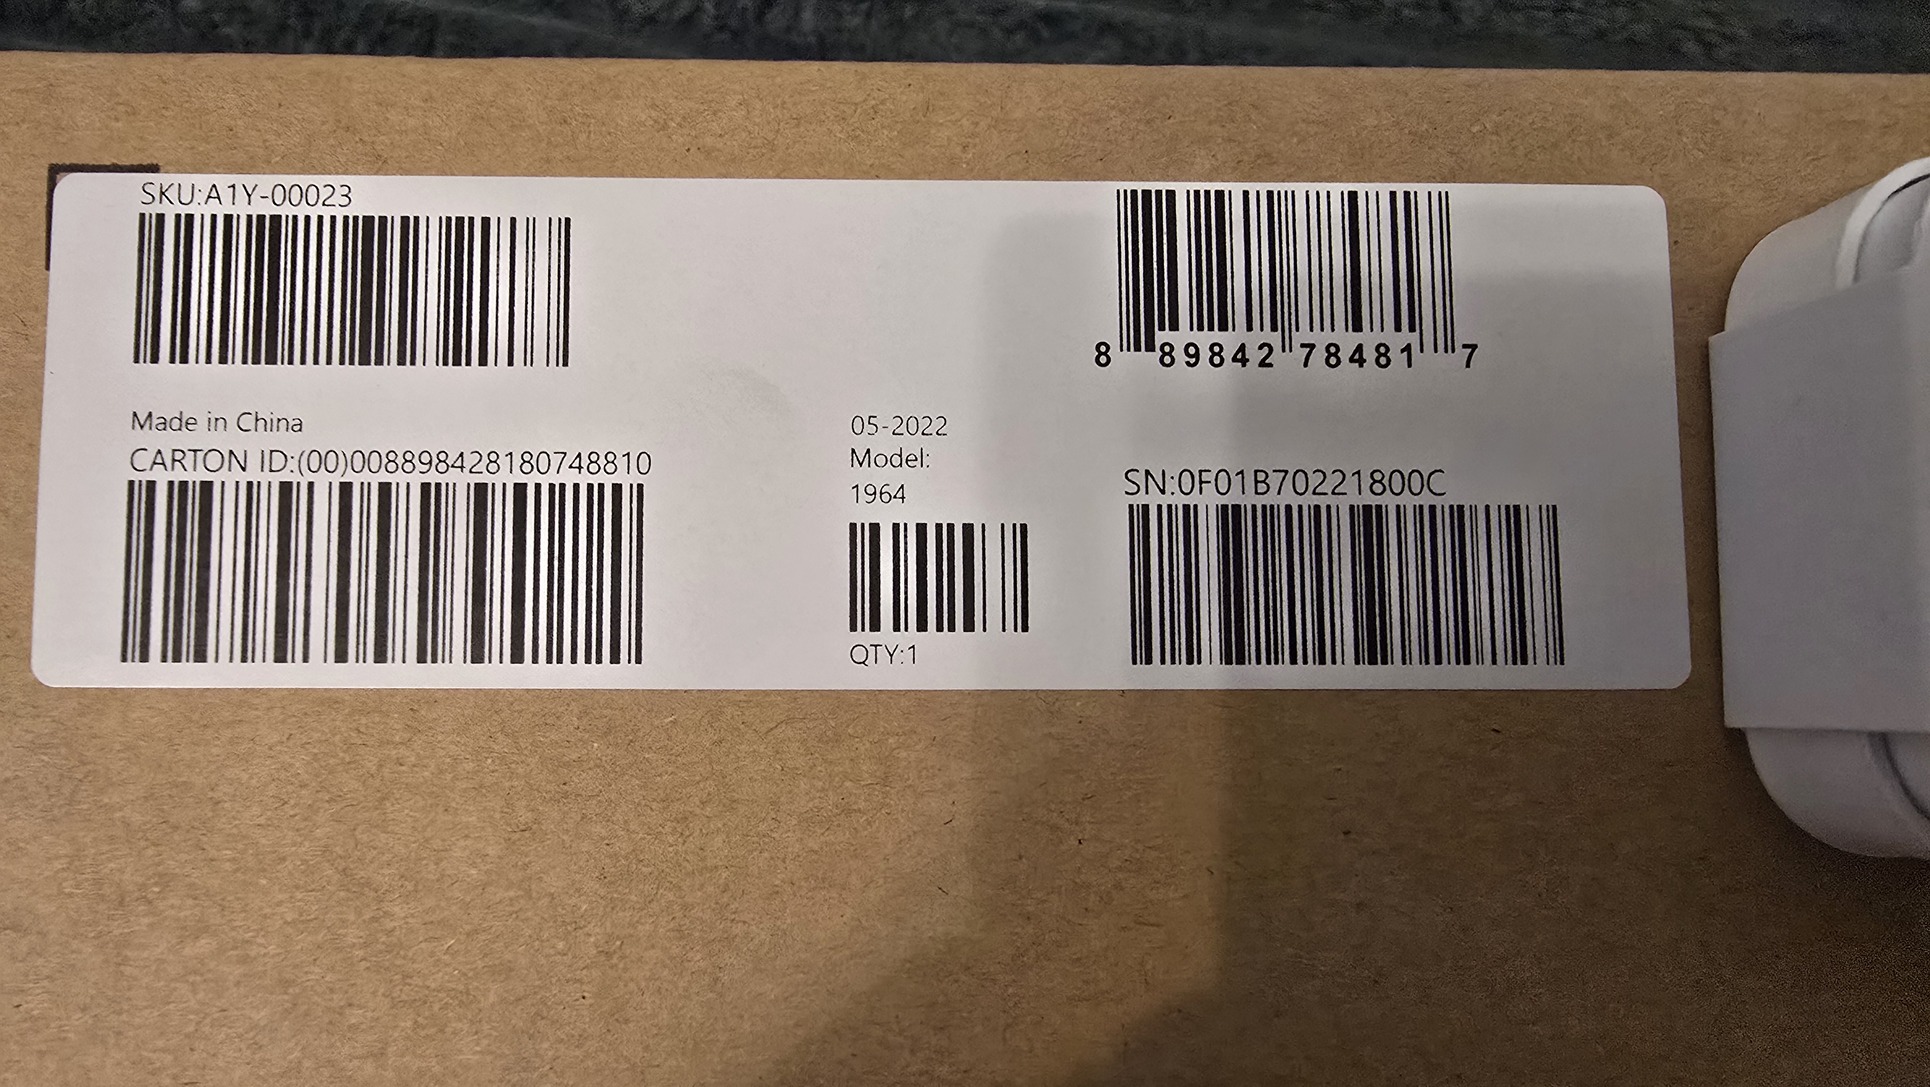 SKU:A1Y-00023
8 89842 78481 7
Made in China
CARTON ID:(00)008898428180748810
05-2022
Model:
1964
QTY:1
SN:0F01B70221800C